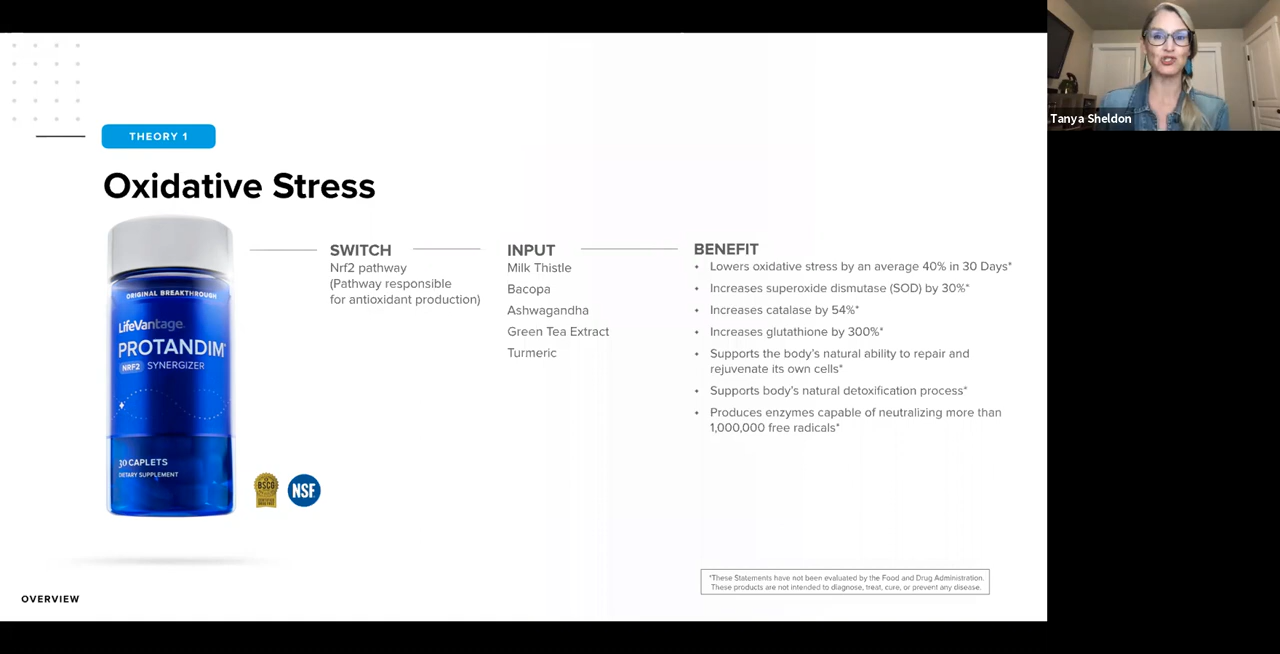 Tanya Sheldon
THEORY 1
Oxidative Stress
ORIGINAL BREAKTHROUGH
LifeVantage
PROTANDIM
NRF2 SYNERGIZER
30 CAPLETS
DIETARY SUPPLEMENT
BSCG
NSF
SWITCH
Nrf2 pathway
(Pathway responsible
for antioxidant production)
INPUT
Milk Thistle
Bacopa
Ashwagandha
Green Tea Extract
Turmeric
BENEFIT
• Lowers oxidative stress by an average 40% in 30 Days*
• Increases superoxide dismutase (SOD) by 30%*
• Increases catalase by 54%*
• Increases glutathione by 300%*
• Supports the body's natural ability to repair and
rejuvenate its own cells*
• Supports body's natural detoxification process*
• Produces enzymes capable of neutralizing more than
1,000,000 free radicals*
*These Statements have not been evaluated by the Food and Drug Administration.
These products are not intended to diagnose, treat, cure, or prevent any disease.
OVERVIEW